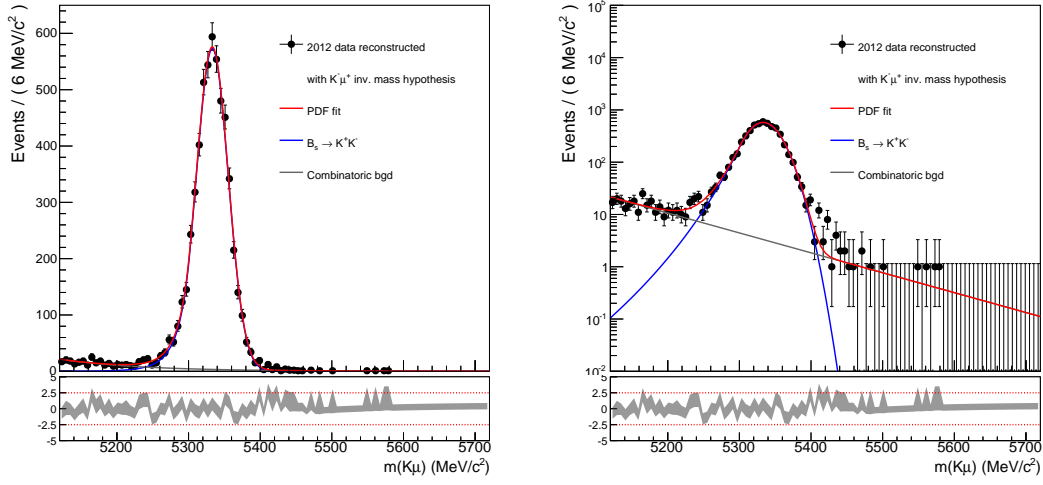 Events / ( 6 MeV/c² )
600
500
400
300
200
100
0
2012 data reconstructed
with K⁻μ⁺ inv. mass hypothesis
PDF fit
Bₛ → K⁺K⁻
Combinatoric bgd
5
2.5
0
-2.5
-5
5200 5300 5400 5500 5600 5700
m(Kμ) (MeV/c²)
Events / ( 6 MeV/c² )
10⁵
10⁴
10³
10²
10
1
10⁻¹
10⁻²
2012 data reconstructed
with K⁻μ⁺ inv. mass hypothesis
PDF fit
Bₛ → K⁺K⁻
Combinatoric bgd
5
2.5
0
-2.5
-5
5200 5300 5400 5500 5600 5700
m(Kμ) (MeV/c²)